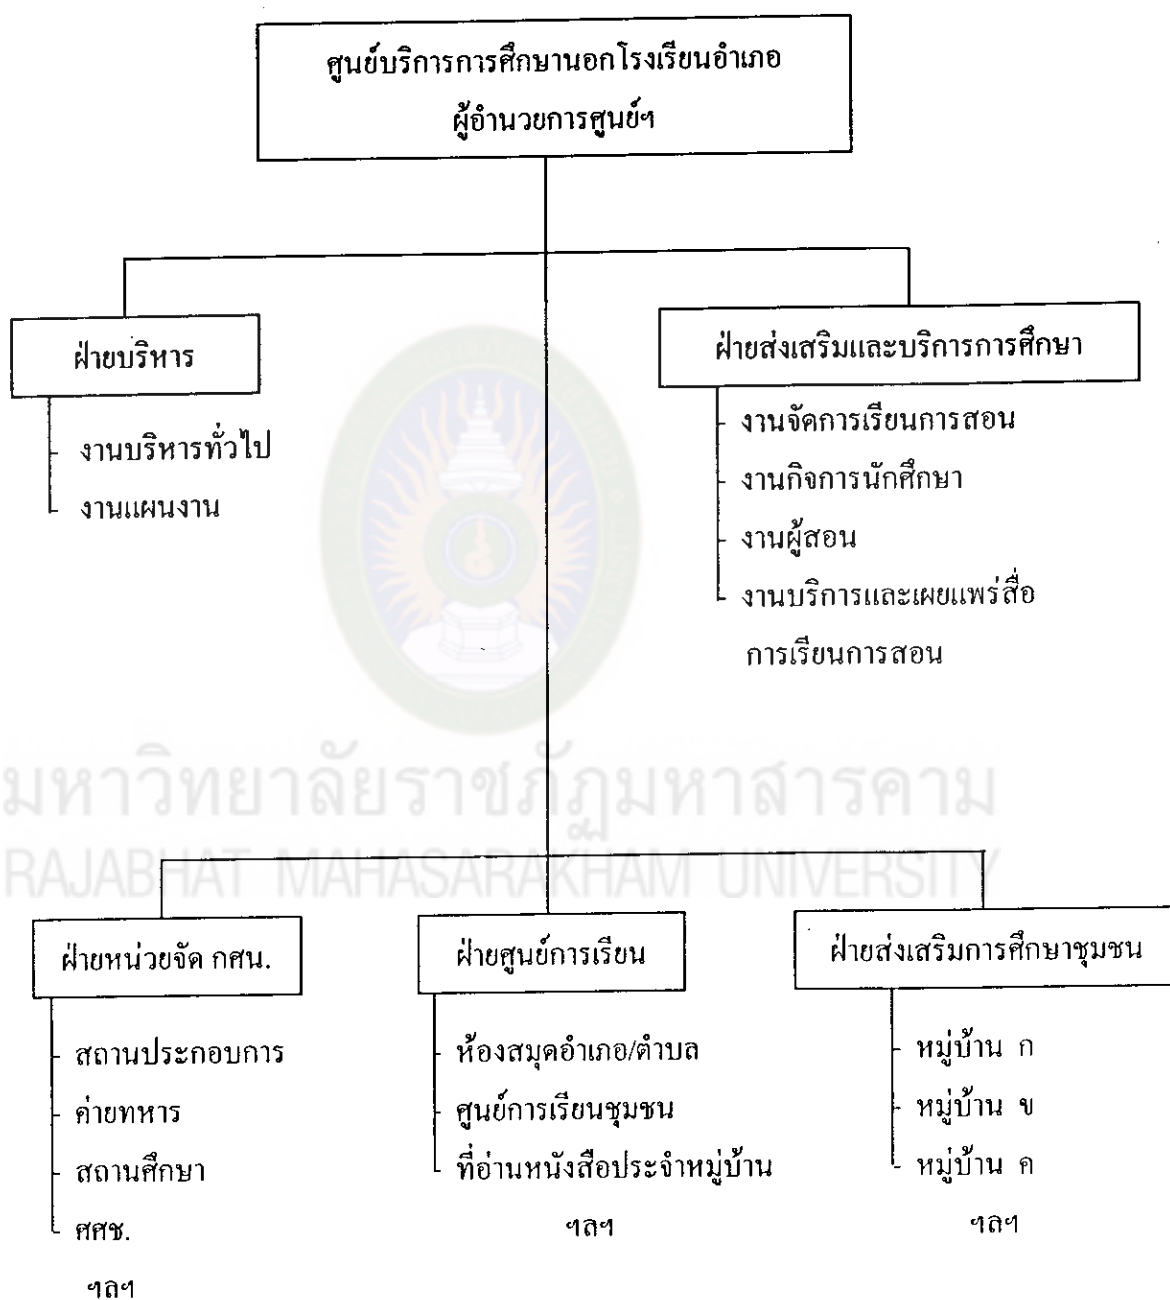 ศูนย์บริการการศึกษานอกโรงเรียนอำเภอ
ผู้อำนวยการศูนย์ฯ
ฝ่ายบริหาร
งานบริหารทั่วไป
งานแผนงาน
ฝ่ายส่งเสริมและบริการการศึกษา
งานจัดการเรียนการสอน
งานกิจการนักศึกษา
งานผู้สอน
งานบริการและเผยแพร่สื่อ
การเรียนการสอน
มหาวิทยาลัยราชภัฏมหาสารคาม
RAJABHAT MAHASARAKHAM UNIVERSITY
ฝ่ายหน่วยจัด กศน.
สถานประกอบการ
ค่ายทหาร
สถานศึกษา
ศศช.
ฯลฯ
ฝ่ายศูนย์การเรียน
ห้องสมุดอำเภอ/ตำบล
ศูนย์การเรียนชุมชน
ที่อ่านหนังสือประจำหมู่บ้าน
ฯลฯ
ฝ่ายส่งเสริมการศึกษาชุมชน
หมู่บ้าน ก
หมู่บ้าน ข
หมู่บ้าน ค
ฯลฯ